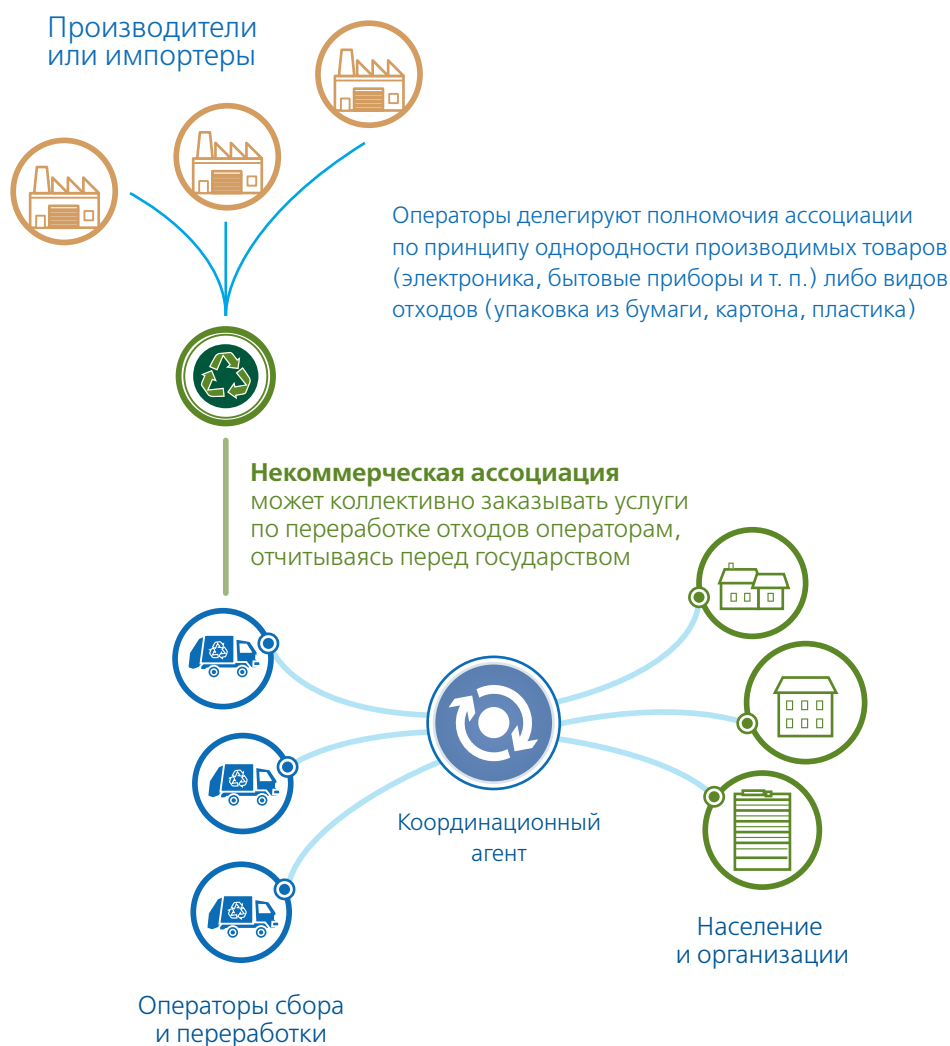 Производители
или импортеры
Операторы делегируют полномочия ассоциации
по принципу однородности производимых товаров
(электроника, бытовые приборы и т. п.) либо видов
отходов (упаковка из бумаги, картона, пластика)
Некоммерческая ассоциация
может коллективно заказывать услуги
по переработке отходов операторам,
отчитываясь перед государством
Координационный
агент
Население
и организации
Операторы сбора
и переработки